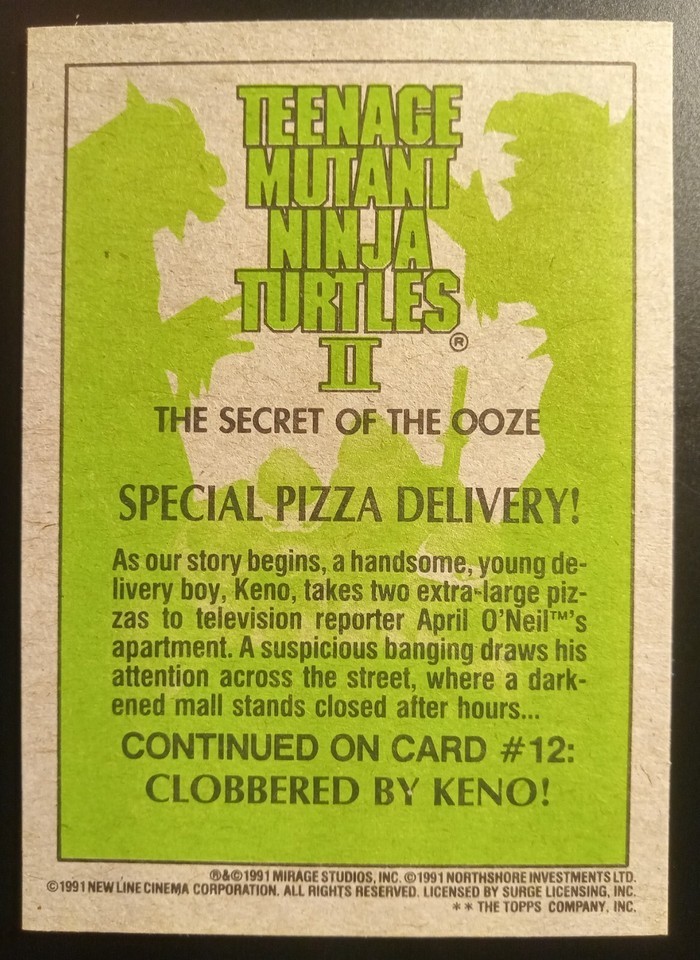 TEENAGE
MUTANT
NINJA
TURTLES
II ®
THE SECRET OF THE OOZE
SPECIAL PIZZA DELIVERY!
As our story begins, a handsome, young de-
livery boy, Keno, takes two extra-large piz-
zas to television reporter April O'Neil™'s
apartment. A suspicious banging draws his
attention across the street, where a dark-
ened mall stands closed after hours...
CONTINUED ON CARD #12:
CLOBBERED BY KENO!
®&©1991 MIRAGE STUDIOS, INC. ©1991 NORTHSHORE INVESTMENTS LTD.
©1991 NEW LINE CINEMA CORPORATION. ALL RIGHTS RESERVED. LICENSED BY SURGE LICENSING, INC.
** THE TOPPS COMPANY, INC.